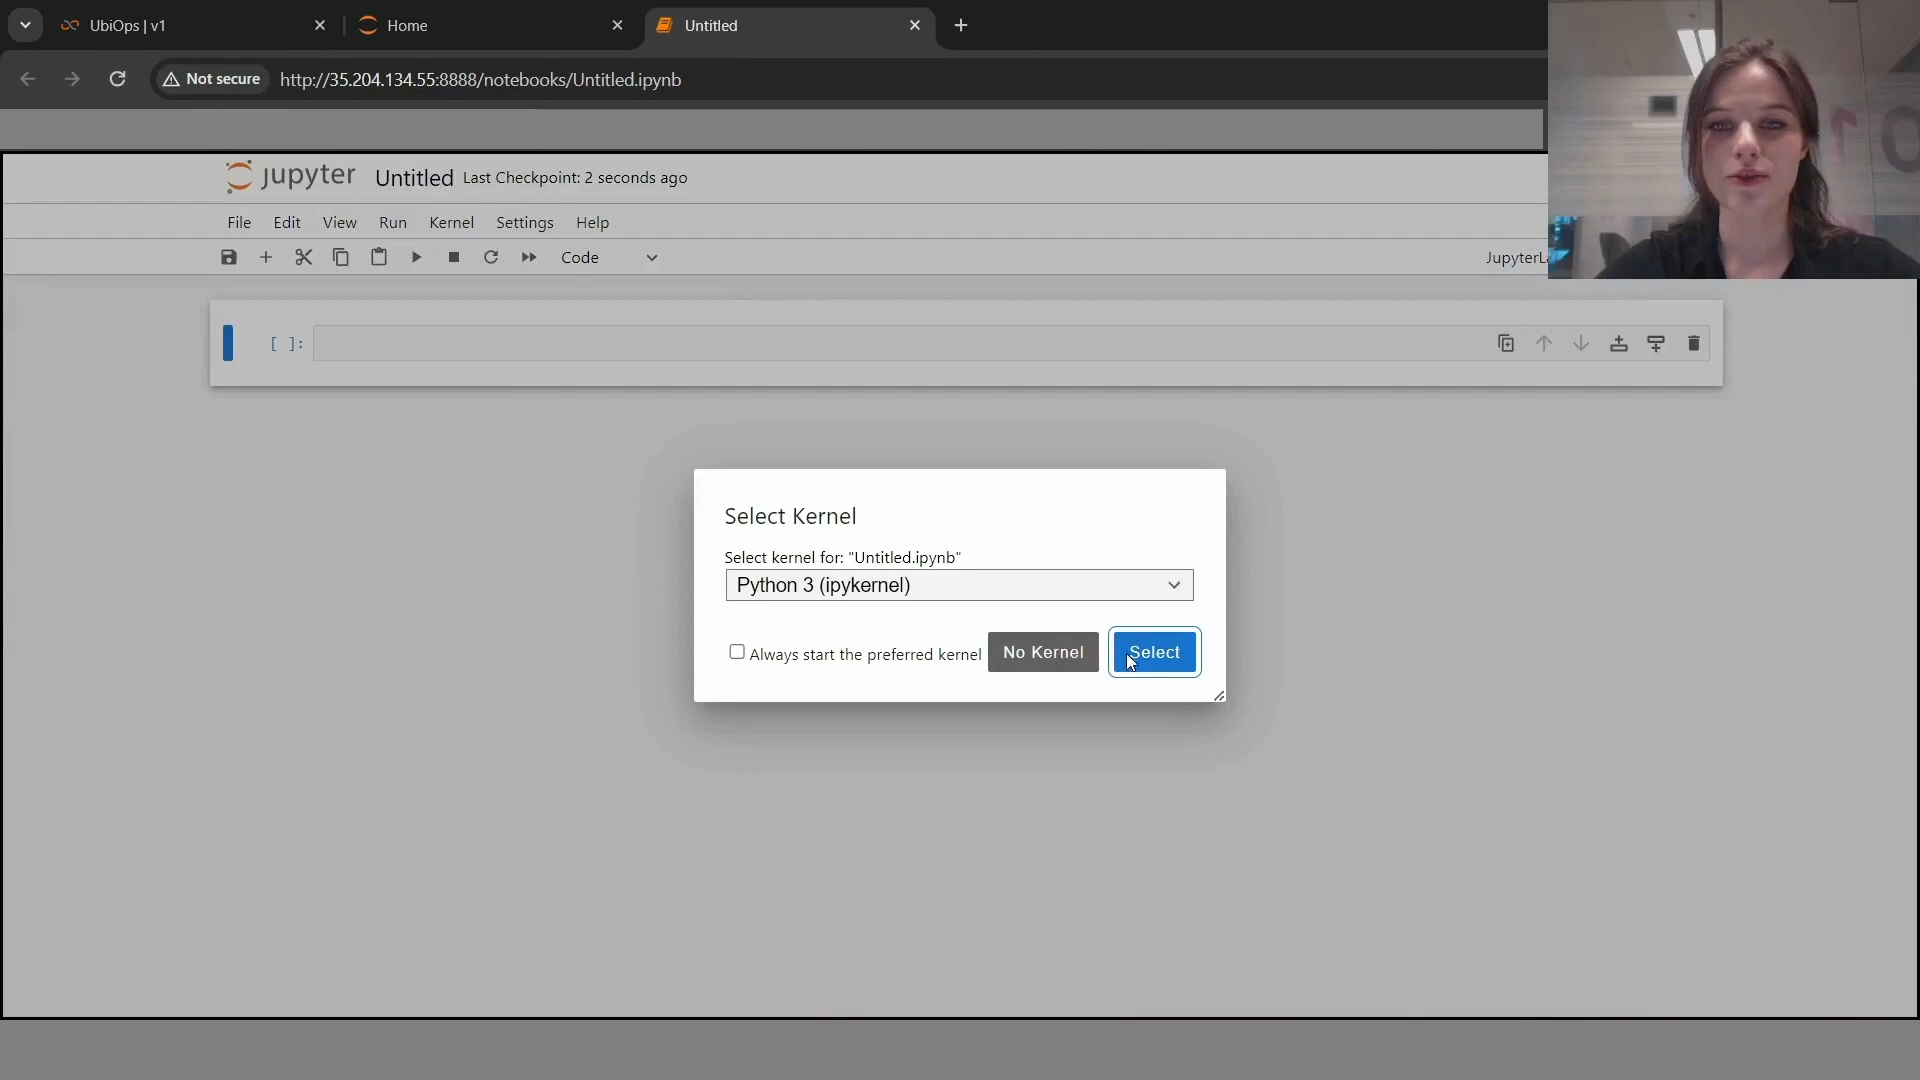 UbiOps | v1
Home
Untitled
Not secure
http://35.204.134.55:8888/notebooks/Untitled.ipynb
jupyter Untitled Last Checkpoint: 2 seconds ago
File Edit View Run Kernel Settings Help
Code
JupyterLa
[ ]:
Select Kernel
Select kernel for: "Untitled.ipynb"
Python 3 (ipykernel)
Always start the preferred kernel
No Kernel
Select